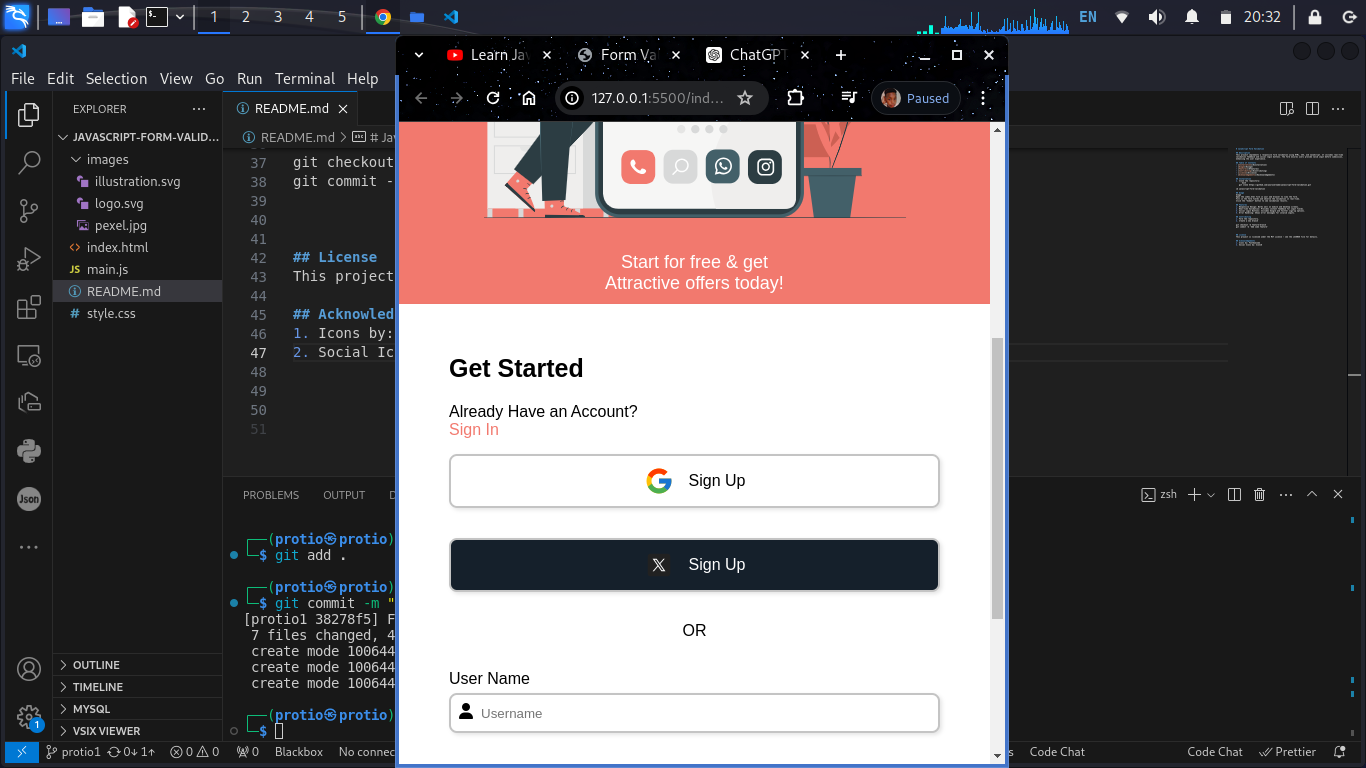 1 2 3 4 5
EN 20:32
File Edit Selection View Go Run Terminal Help
Learn Ja
Form Va
ChatGPT
127.0.0.1:5500/ind...
Paused
EXPLORER
JAVASCRIPT-FORM-VALID...
images
illustration.svg
logo.svg
pexel.jpg
index.html
JS main.js
README.md
# style.css
OUTLINE
TIMELINE
MYSQL
VSIX VIEWER
Json
1
README.md
README.md > # Ja
37 git checkout
38 git commit -
39
40
41
42 ## License
43 This project
44
45 ## Acknowled
46 1. Icons by:
47 2. Social Ic
48
49
50
51
Start for free & get
Attractive offers today!
Get Started
Already Have an Account?
Sign In
Sign Up
Sign Up
OR
User Name
Username
PROBLEMS OUTPUT D
zsh
(protio㉿protio)
$ git add .
(protio㉿protio)
$ git commit -m "
[protio1 38278f5] F
7 files changed, 4
create mode 100644
create mode 100644
create mode 100644
(protio㉿protio)
$
protio1 0↓ 1↑ 0 0 0 Blackbox No connec
s Code Chat Code Chat Prettier